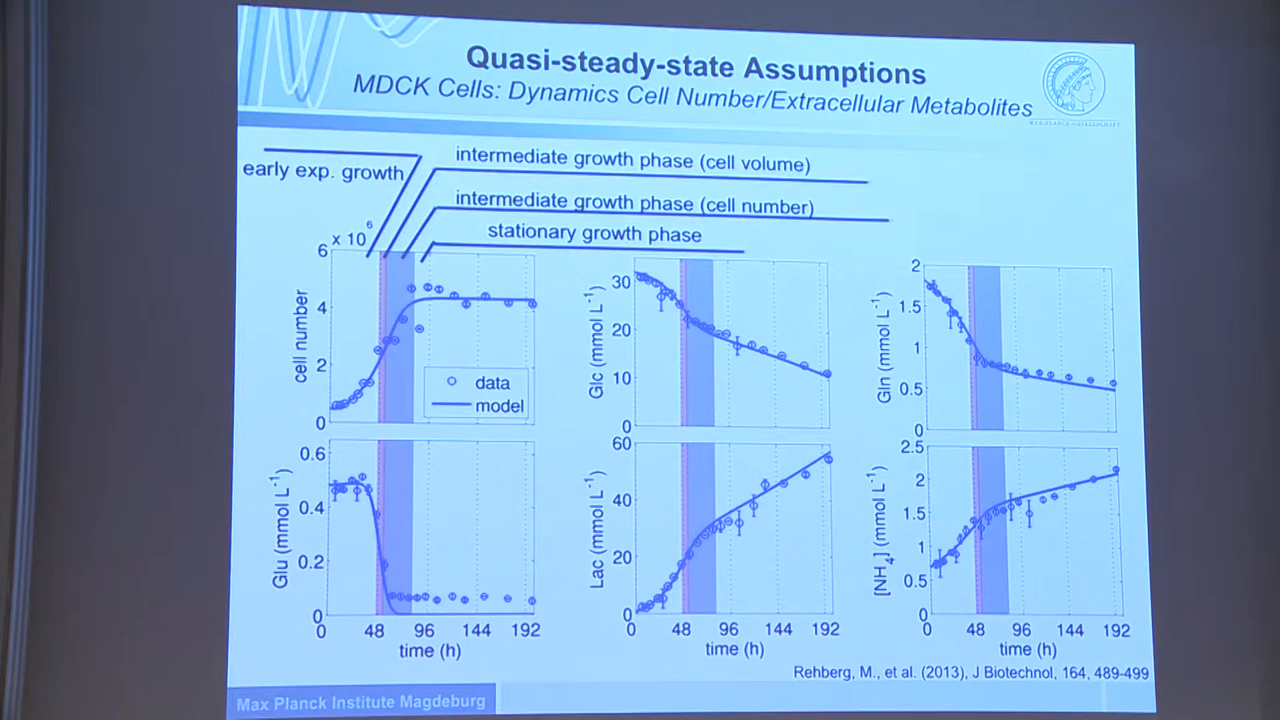 Quasi-steady-state Assumptions
MDCK Cells: Dynamics Cell Number/Extracellular Metabolites
MAX-PLANCK-GESELLSCHAFT
early exp. growth
intermediate growth phase (cell volume)
intermediate growth phase (cell number)
stationary growth phase
x 10^6
6
4
2
0
cell number
data
model
30
20
10
0
Glc (mmol L^-1)
2
1.5
1
0.5
0
Gln (mmol L^-1)
0.6
0.4
0.2
0
Glu (mmol L^-1)
0 48 96 144 192
time (h)
60
40
20
0
Lac (mmol L^-1)
0 48 96 144 192
time (h)
2.5
2
1.5
1
0.5
0
[NH_4] (mmol L^-1)
0 48 96 144 192
time (h)
Rehberg, M., et al. (2013), J Biotechnol, 164, 489-499
Max Planck Institute Magdeburg